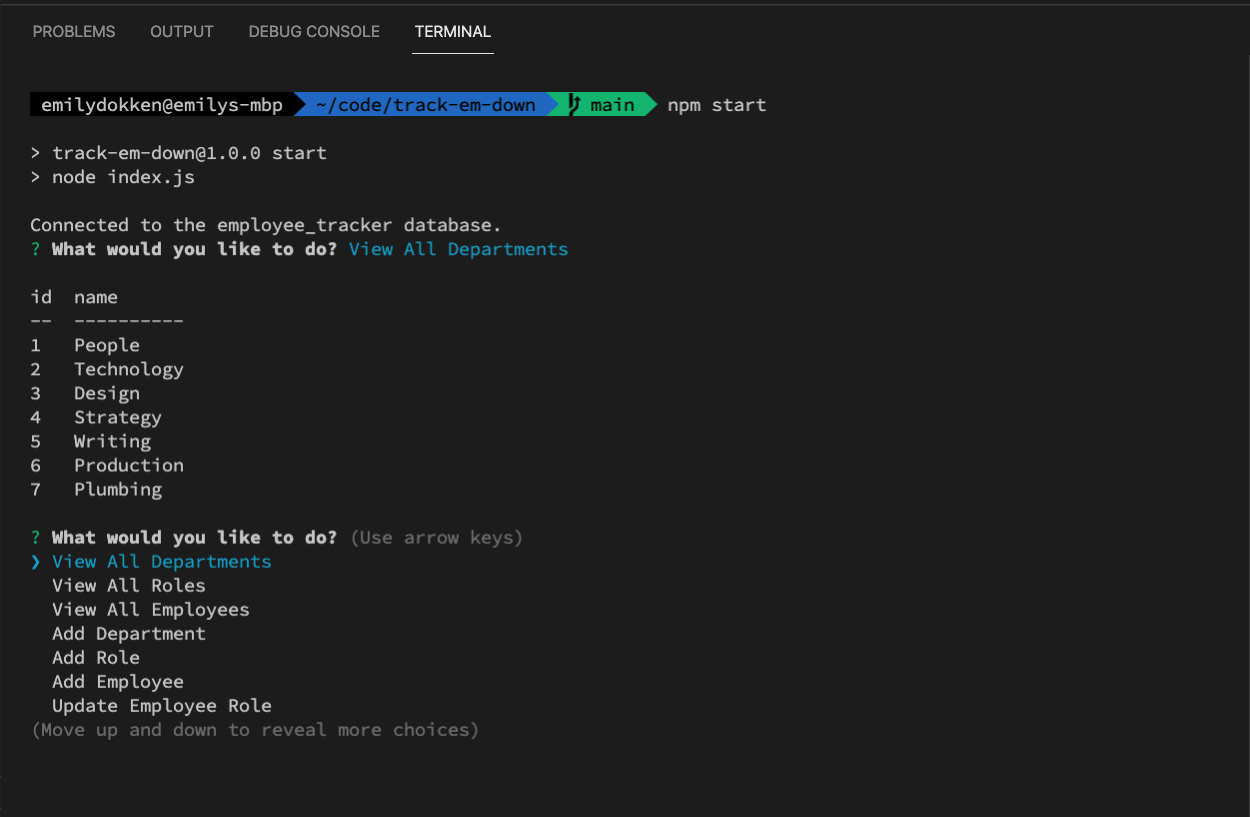 PROBLEMS OUTPUT DEBUG CONSOLE TERMINAL
emilydokken@emilys-mbp ~/code/track-em-down main npm start
> track-em-down@1.0.0 start
> node index.js
Connected to the employee_tracker database.
? What would you like to do? View All Departments
id name
-- ----------
1 People
2 Technology
3 Design
4 Strategy
5 Writing
6 Production
7 Plumbing
? What would you like to do? (Use arrow keys)
❯ View All Departments
View All Roles
View All Employees
Add Department
Add Role
Add Employee
Update Employee Role
(Move up and down to reveal more choices)